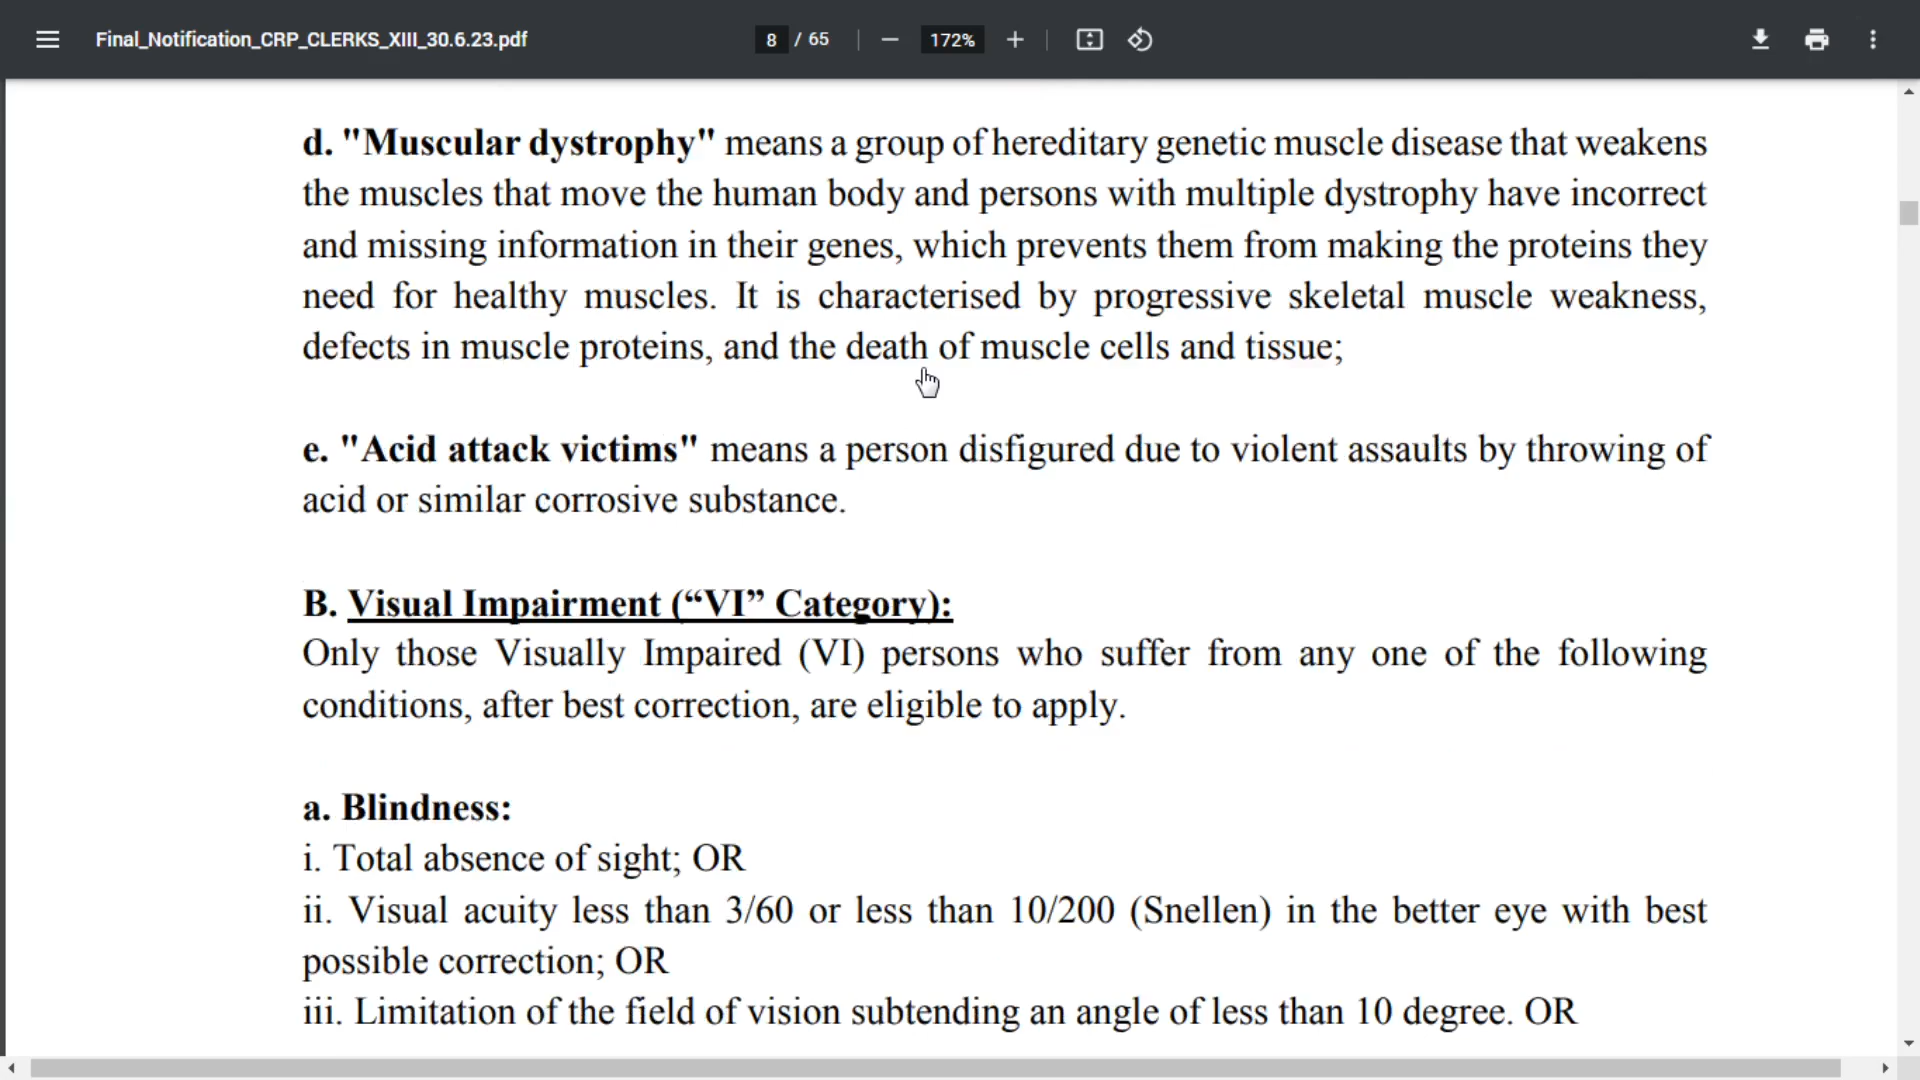 Final_Notification_CRP_CLERKS_XIII_30.6.23.pdf
8 / 65
172%
d. "Muscular dystrophy" means a group of hereditary genetic muscle disease that weakens
the muscles that move the human body and persons with multiple dystrophy have incorrect
and missing information in their genes, which prevents them from making the proteins they
need for healthy muscles. It is characterised by progressive skeletal muscle weakness,
defects in muscle proteins, and the death of muscle cells and tissue;
e. "Acid attack victims" means a person disfigured due to violent assaults by throwing of
acid or similar corrosive substance.
B. Visual Impairment (“VI” Category):
Only those Visually Impaired (VI) persons who suffer from any one of the following
conditions, after best correction, are eligible to apply.
a. Blindness:
i. Total absence of sight; OR
ii. Visual acuity less than 3/60 or less than 10/200 (Snellen) in the better eye with best
possible correction; OR
iii. Limitation of the field of vision subtending an angle of less than 10 degree. OR